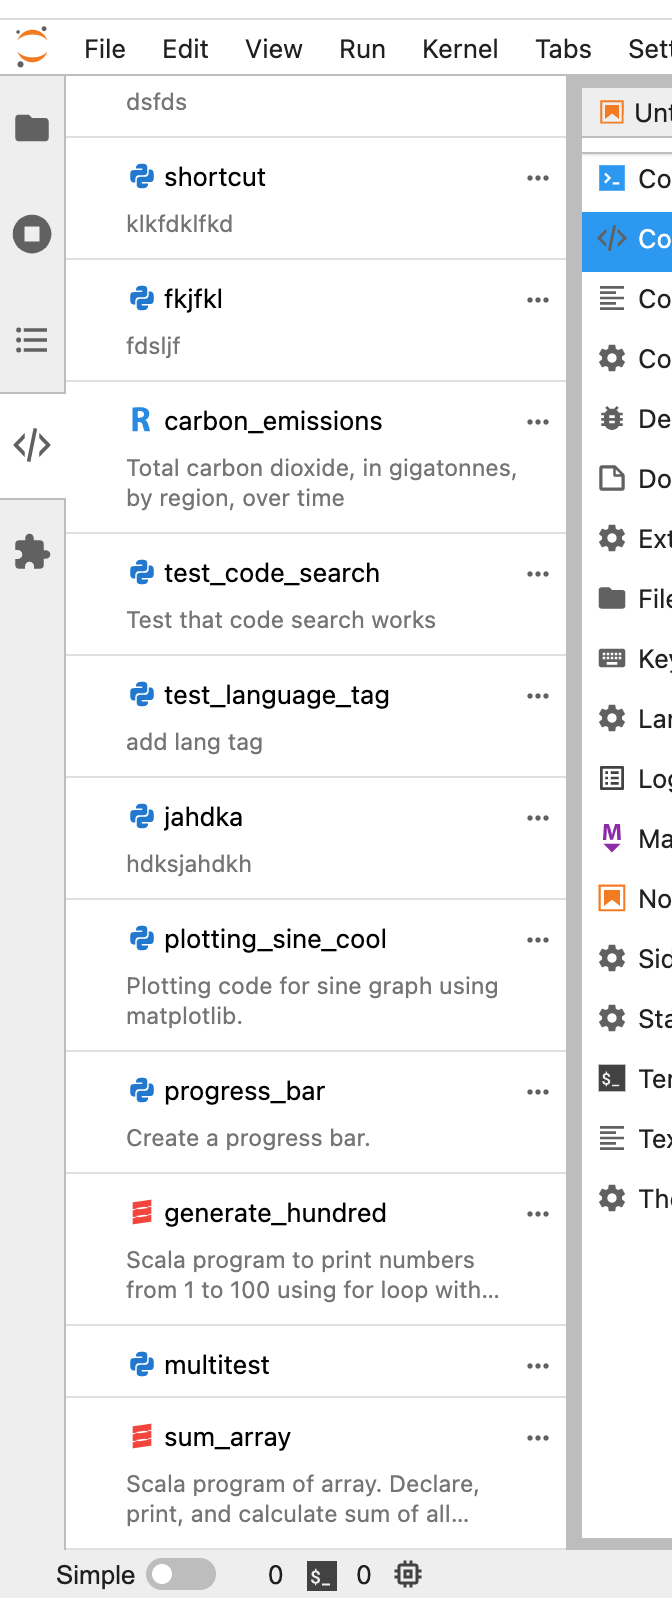 File Edit View Run Kernel Tabs Sett
dsfds
shortcut
klkfdklfkd
fkjfkl
fdsljf
carbon_emissions
Total carbon dioxide, in gigatonnes,
by region, over time
test_code_search
Test that code search works
test_language_tag
add lang tag
jahdka
hdksjahdkh
plotting_sine_cool
Plotting code for sine graph using
matplotlib.
progress_bar
Create a progress bar.
generate_hundred
Scala program to print numbers
from 1 to 100 using for loop with...
multitest
sum_array
Scala program of array. Declare,
print, and calculate sum of all...
Unt
Co
Co
Co
Co
De
Do
Ext
File
Key
Lan
Log
Ma
No
Sid
Sta
Ter
Tex
The
Simple 0 $_ 0